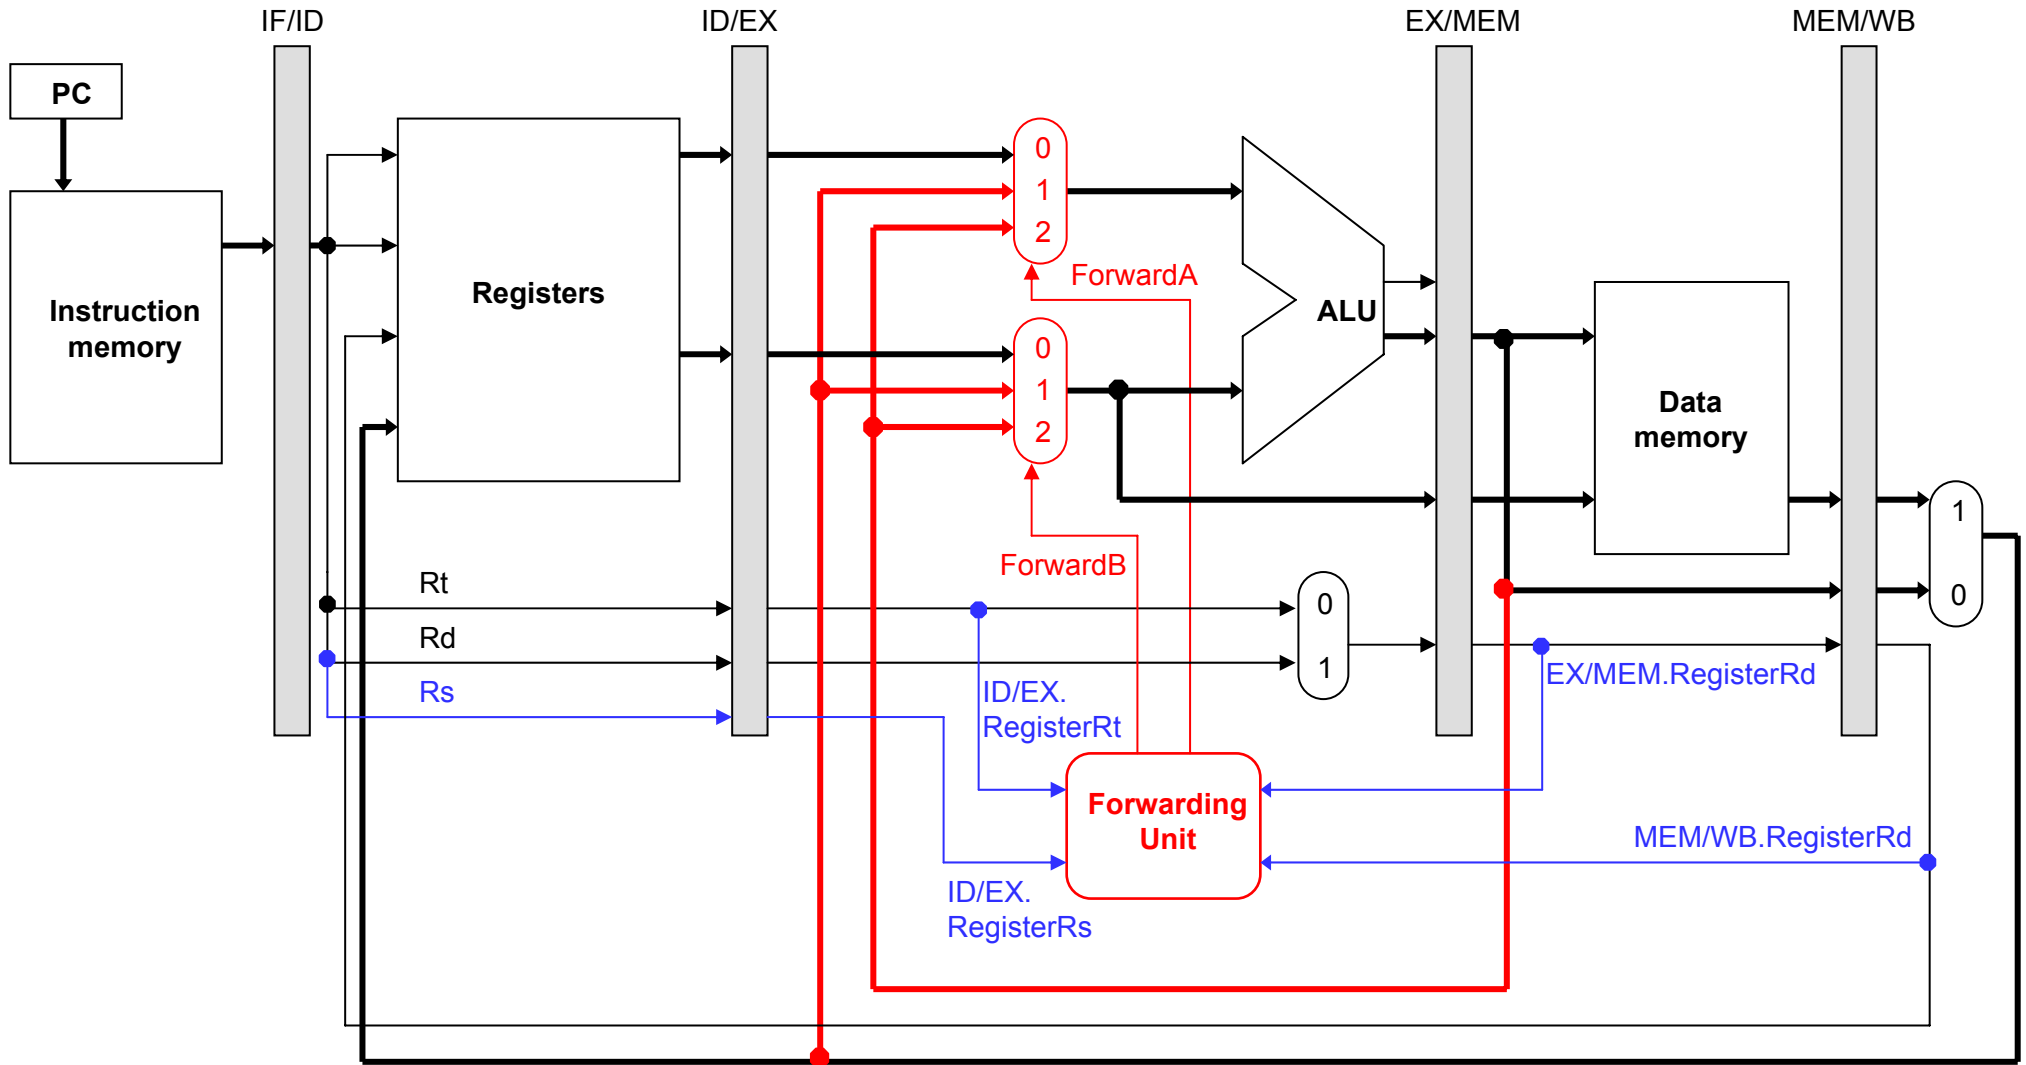 IF/ID
ID/EX
EX/MEM
MEM/WB
PC
Instruction
memory
Registers
0
1
2
ForwardA
0
1
2
ForwardB
ALU
Data
memory
1
0
Rt
Rd
Rs
0
1
ID/EX.
RegisterRt
EX/MEM.RegisterRd
Forwarding
Unit
MEM/WB.RegisterRd
ID/EX.
RegisterRs